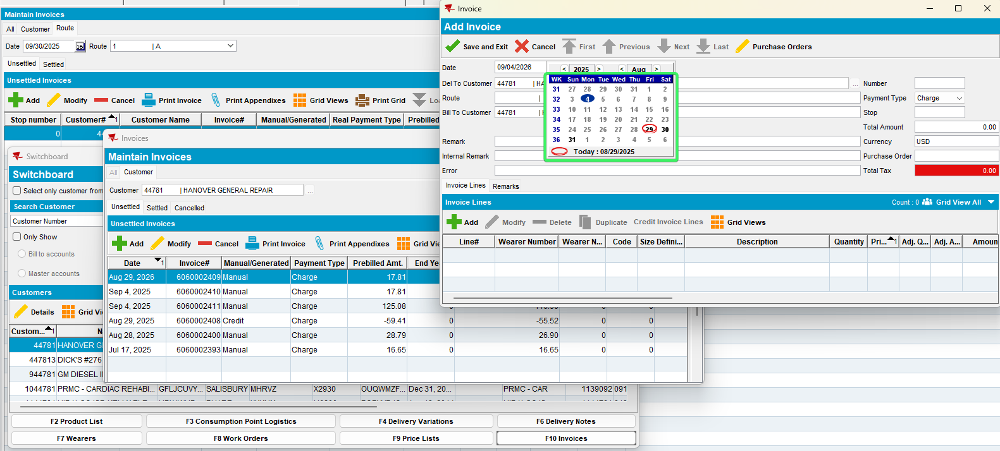 Maintain Invoices
All Customer Route
Date 09/30/2025 16 Route 1 | A
Unsettled Settled
Unsettled Invoices
Add Modify Cancel Print Invoice Print Appendixes Grid Views Print Grid
Stop number Customer# 1 Customer Name Invoice# Manual/Generated Real Payment Type Prebilled
0 44
Switchboard
Switchboard
Select only customer from
Search Customer
Customer Number
Only Show
Bill to accounts
Master accounts
Customers
Details Grid Vi
Custom... 1 N
44781 HANOVER GE
447813 DICK'S #276
944781 GM DIESEL I
1044781 PRMC - CARDIAC REHABI... GFLJCUVY... SALISBURY MHRVZ X2930 OUQWMZF... Dec 31, 20... PRMC - CAR 1139092 091
F2 Product List F3 Consumption Point Logistics F4 Delivery Variations F6 Delivery Notes
F7 Wearers F8 Work Orders F9 Price Lists F10 Invoices
Invoices
Maintain Invoices
All Customer
Customer 44781 | HANOVER GENERAL REPAIR ...
Unsettled Settled Cancelled
Unsettled Invoices
Add Modify Cancel Print Invoice Print Appendixes Grid Vie
Date 1 Invoice# Manual/Generated Payment Type Prebilled Amt. End Ye
Aug 29, 2026 6060002409 Manual Charge 17.81
Sep 4, 2025 6060002410 Manual Charge 17.81
Sep 4, 2025 6060002411 Manual Charge 125.08 0 0 0
Aug 29, 2025 6060002408 Credit -59.41 0 -55.52 0 0
Aug 28, 2025 6060002400 Manual Charge 28.79 0 26.90 0 0
Jul 17, 2025 6060002393 Manual Charge 16.65 0 16.65 0 0
Invoice
Add Invoice
Save and Exit Cancel First Previous Next Last Purchase Orders
Date 09/04/2026
Del To Customer 44781 | HA ... Number
Route | Payment Type Charge
Bill To Customer 44781 | Stop
Total Amount 0.00
Remark Currency USD
Internal Remark Purchase Order
Error Total Tax 0.00
< 2025 > < Aug >
WK Sun Mon Tue Wed Thu Fri Sat
31 27 28 29 30 31 1 2
32 3 4 5 6 7 8 9
33 10 11 12 13 14 15 16
34 17 18 19 20 21 22 23
35 24 25 26 27 28 29 30
36 31 1 2 3 4 5 6
Today : 08/29/2025
Invoice Lines Remarks
Invoice Lines Count : 0 Grid View All
Add Modify Delete Duplicate Credit Invoice Lines Grid Views
Line# Wearer Number Wearer N... Code Size Defini... Description Quantity Pri... 1 Adj. Q... Adj. A... Amoun